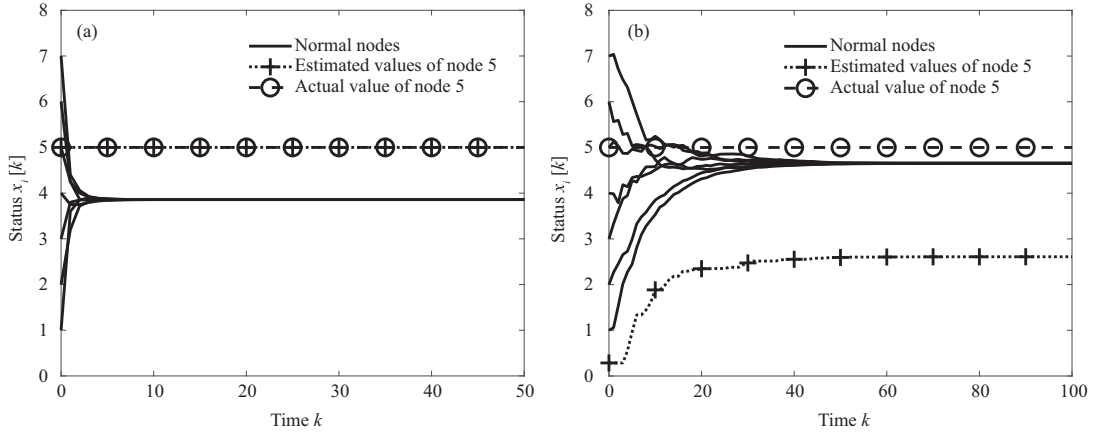 (a)
Normal nodes
Estimated values of node 5
Actual value of node 5
8
7
6
5
4
3
2
1
0
Status x_i [k]
0 10 20 30 40 50
Time k
(b)
Normal nodes
Estimated values of node 5
Actual value of node 5
8
7
6
5
4
3
2
1
0
Status x_i [k]
0 20 40 60 80 100
Time k